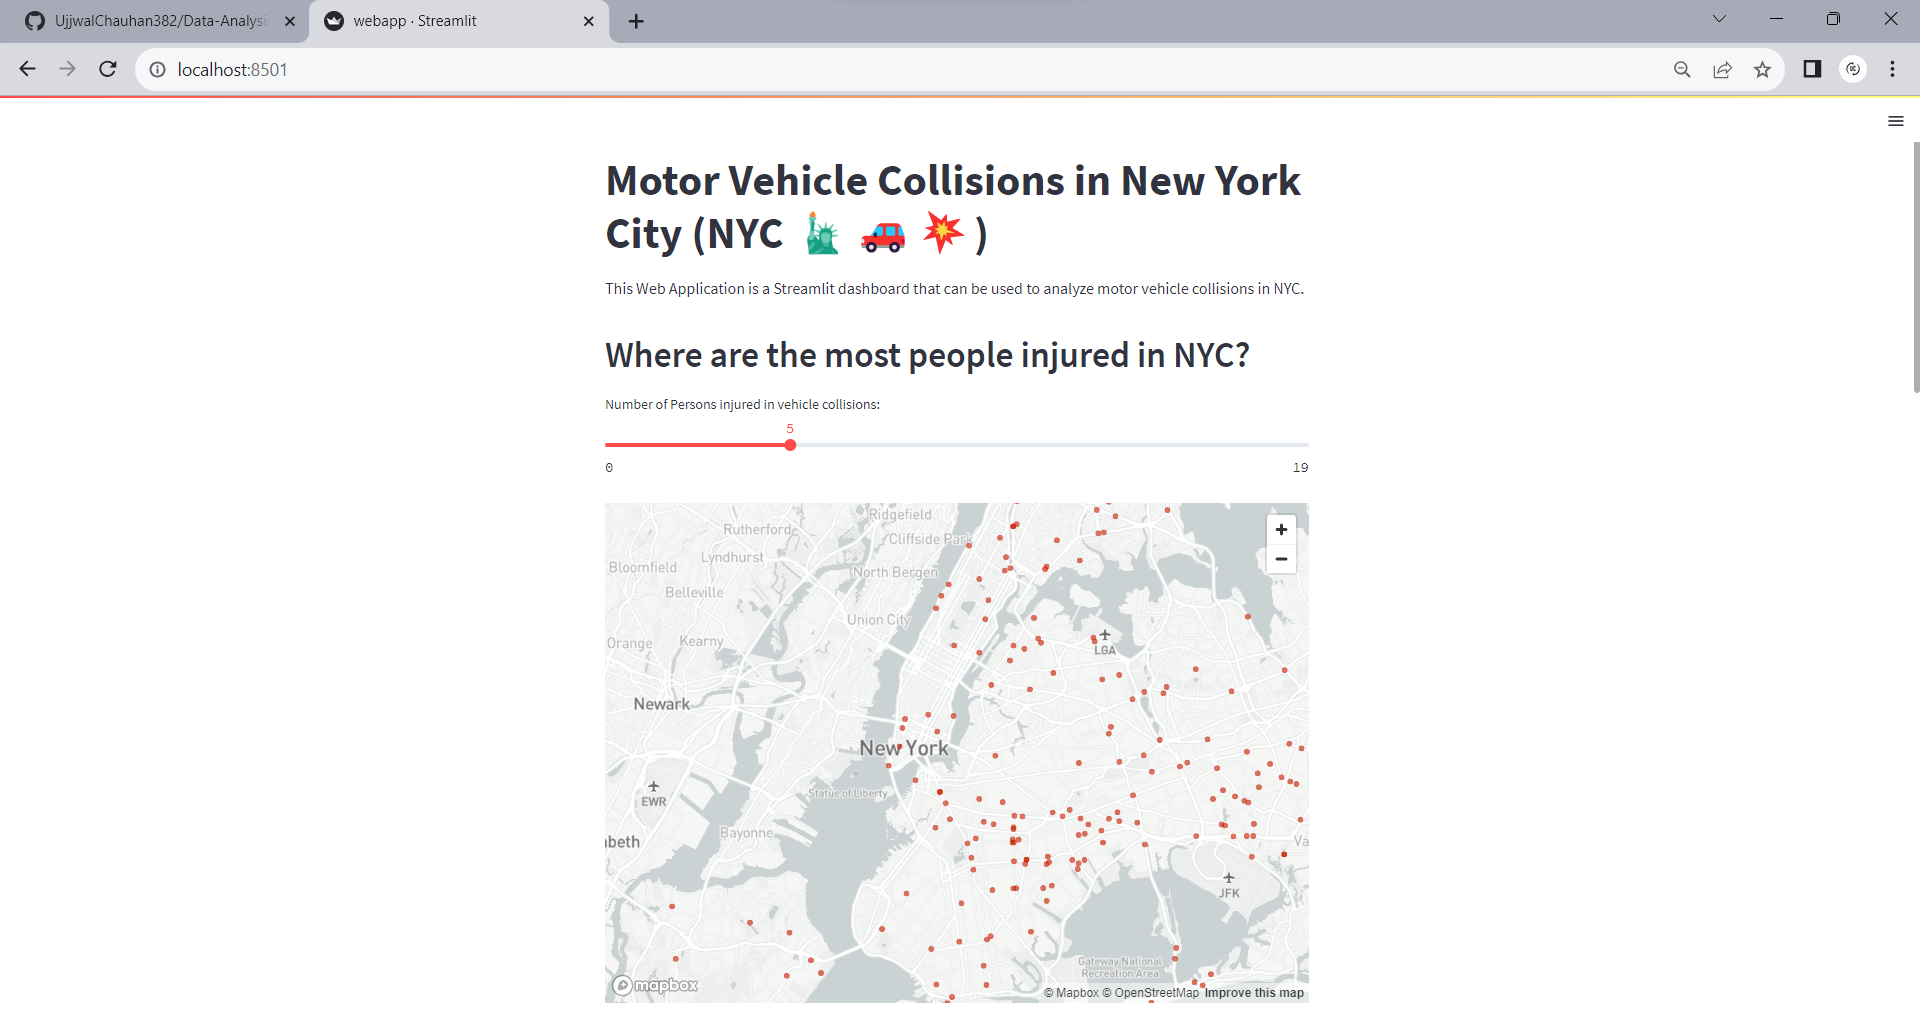 UjjwalChauhan382/Data-Analysi
webapp · Streamlit
localhost:8501
Motor Vehicle Collisions in New York
City (NYC 🗽 🚗 💥 )
This Web Application is a Streamlit dashboard that can be used to analyze motor vehicle collisions in NYC.
Where are the most people injured in NYC?
Number of Persons injured in vehicle collisions:
5
0
19
Ridgefield
Rutherford
Cliffside Park
Lyndhurst
Bloomfield
North Bergen
Belleville
Union City
Orange
Kearny
LGA
Newark
New York
Statue of Liberty
EWR
Bayonne
abeth
Va
JFK
Gateway National
Recreation Area
mapbox
© Mapbox © OpenStreetMap Improve this map